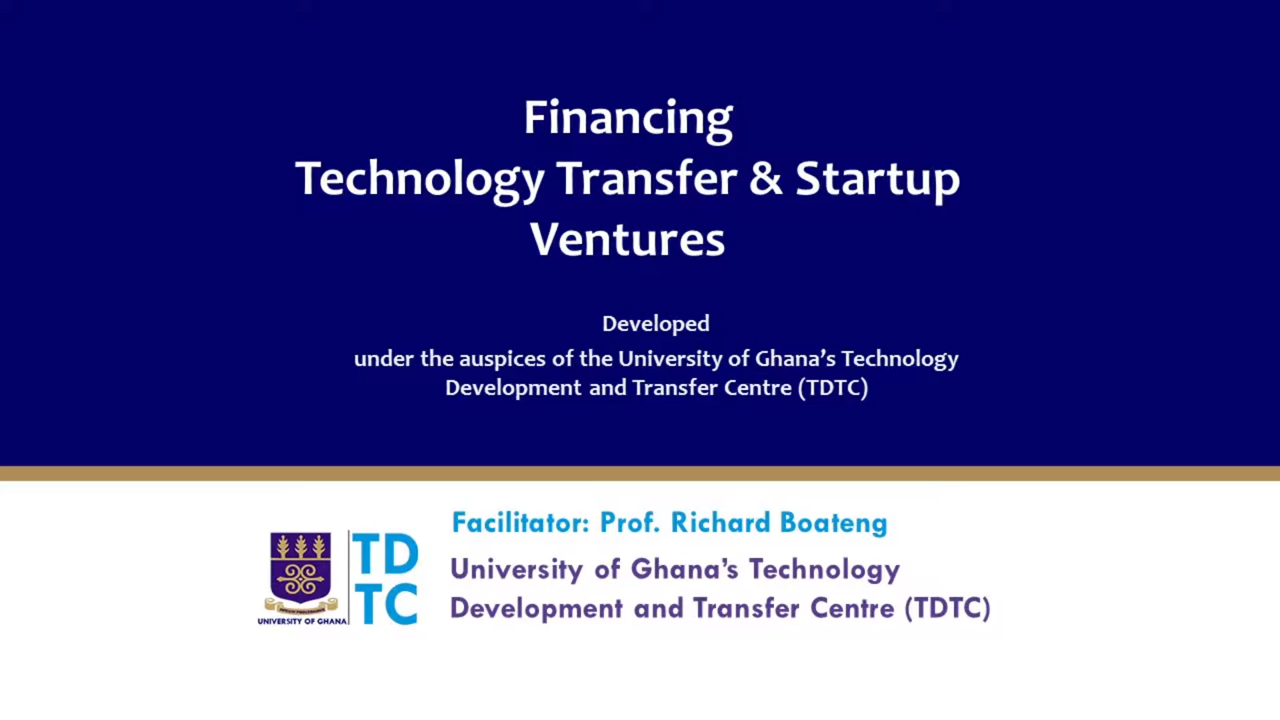 Financing
Technology Transfer & Startup
Ventures
Developed
under the auspices of the University of Ghana’s Technology
Development and Transfer Centre (TDTC)
Facilitator: Prof. Richard Boateng
University of Ghana’s Technology
Development and Transfer Centre (TDTC)
TD
TC
UNIVERSITY OF GHANA